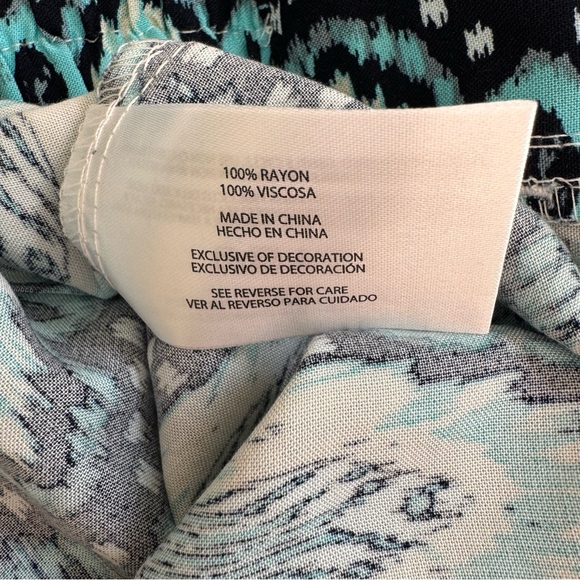 100% RAYON
100% VISCOSA
MADE IN CHINA
HECHO EN CHINA
EXCLUSIVE OF DECORATION
EXCLUSIVO DE DECORACIÓN
SEE REVERSE FOR CARE
VER AL REVERSO PARA CUIDADO